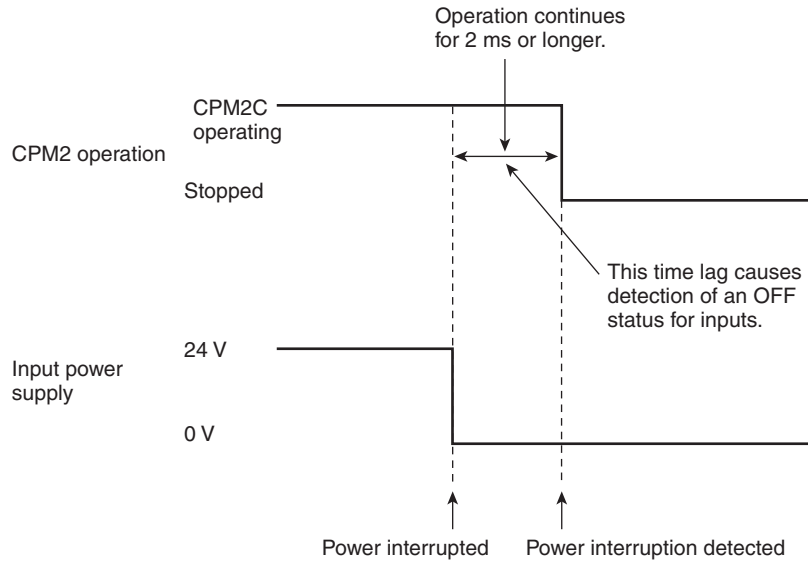 Operation continues
for 2 ms or longer.
CPM2C
operating
CPM2 operation
Stopped
This time lag causes
detection of an OFF
status for inputs.
24 V
Input power
supply
0 V
Power interrupted
Power interruption detected